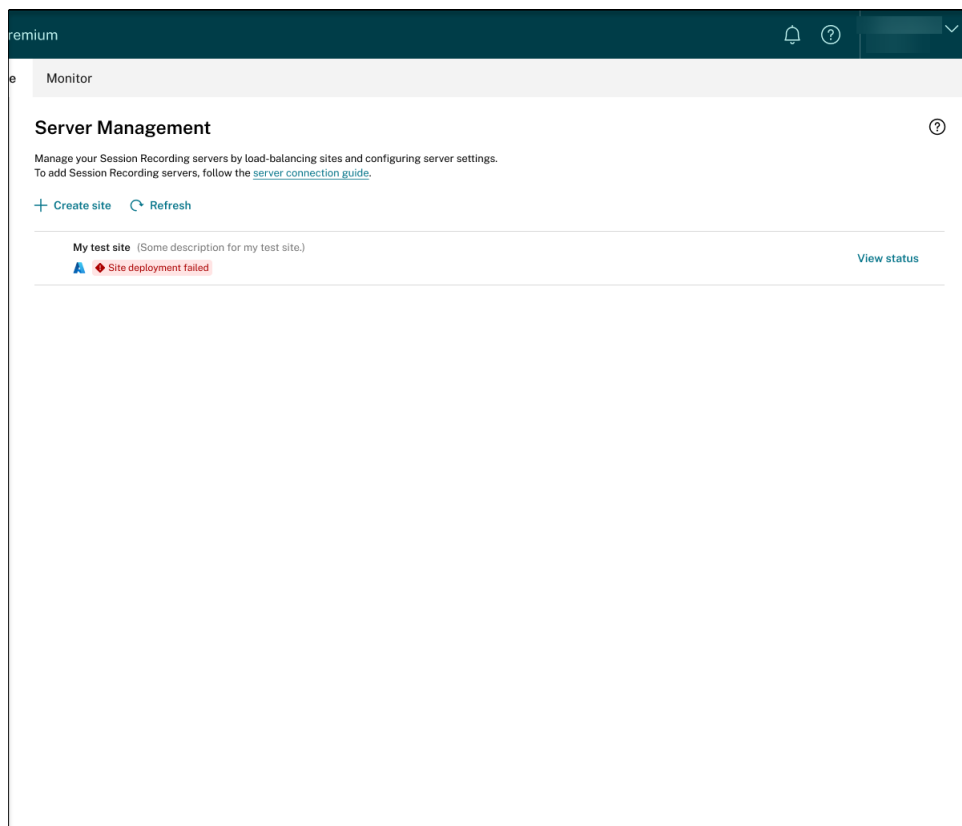 remium
e Monitor
Server Management
Manage your Session Recording servers by load-balancing sites and configuring server settings.
To add Session Recording servers, follow the server connection guide.
Create site Refresh
My test site (Some description for my test site.)
Site deployment failed
View status